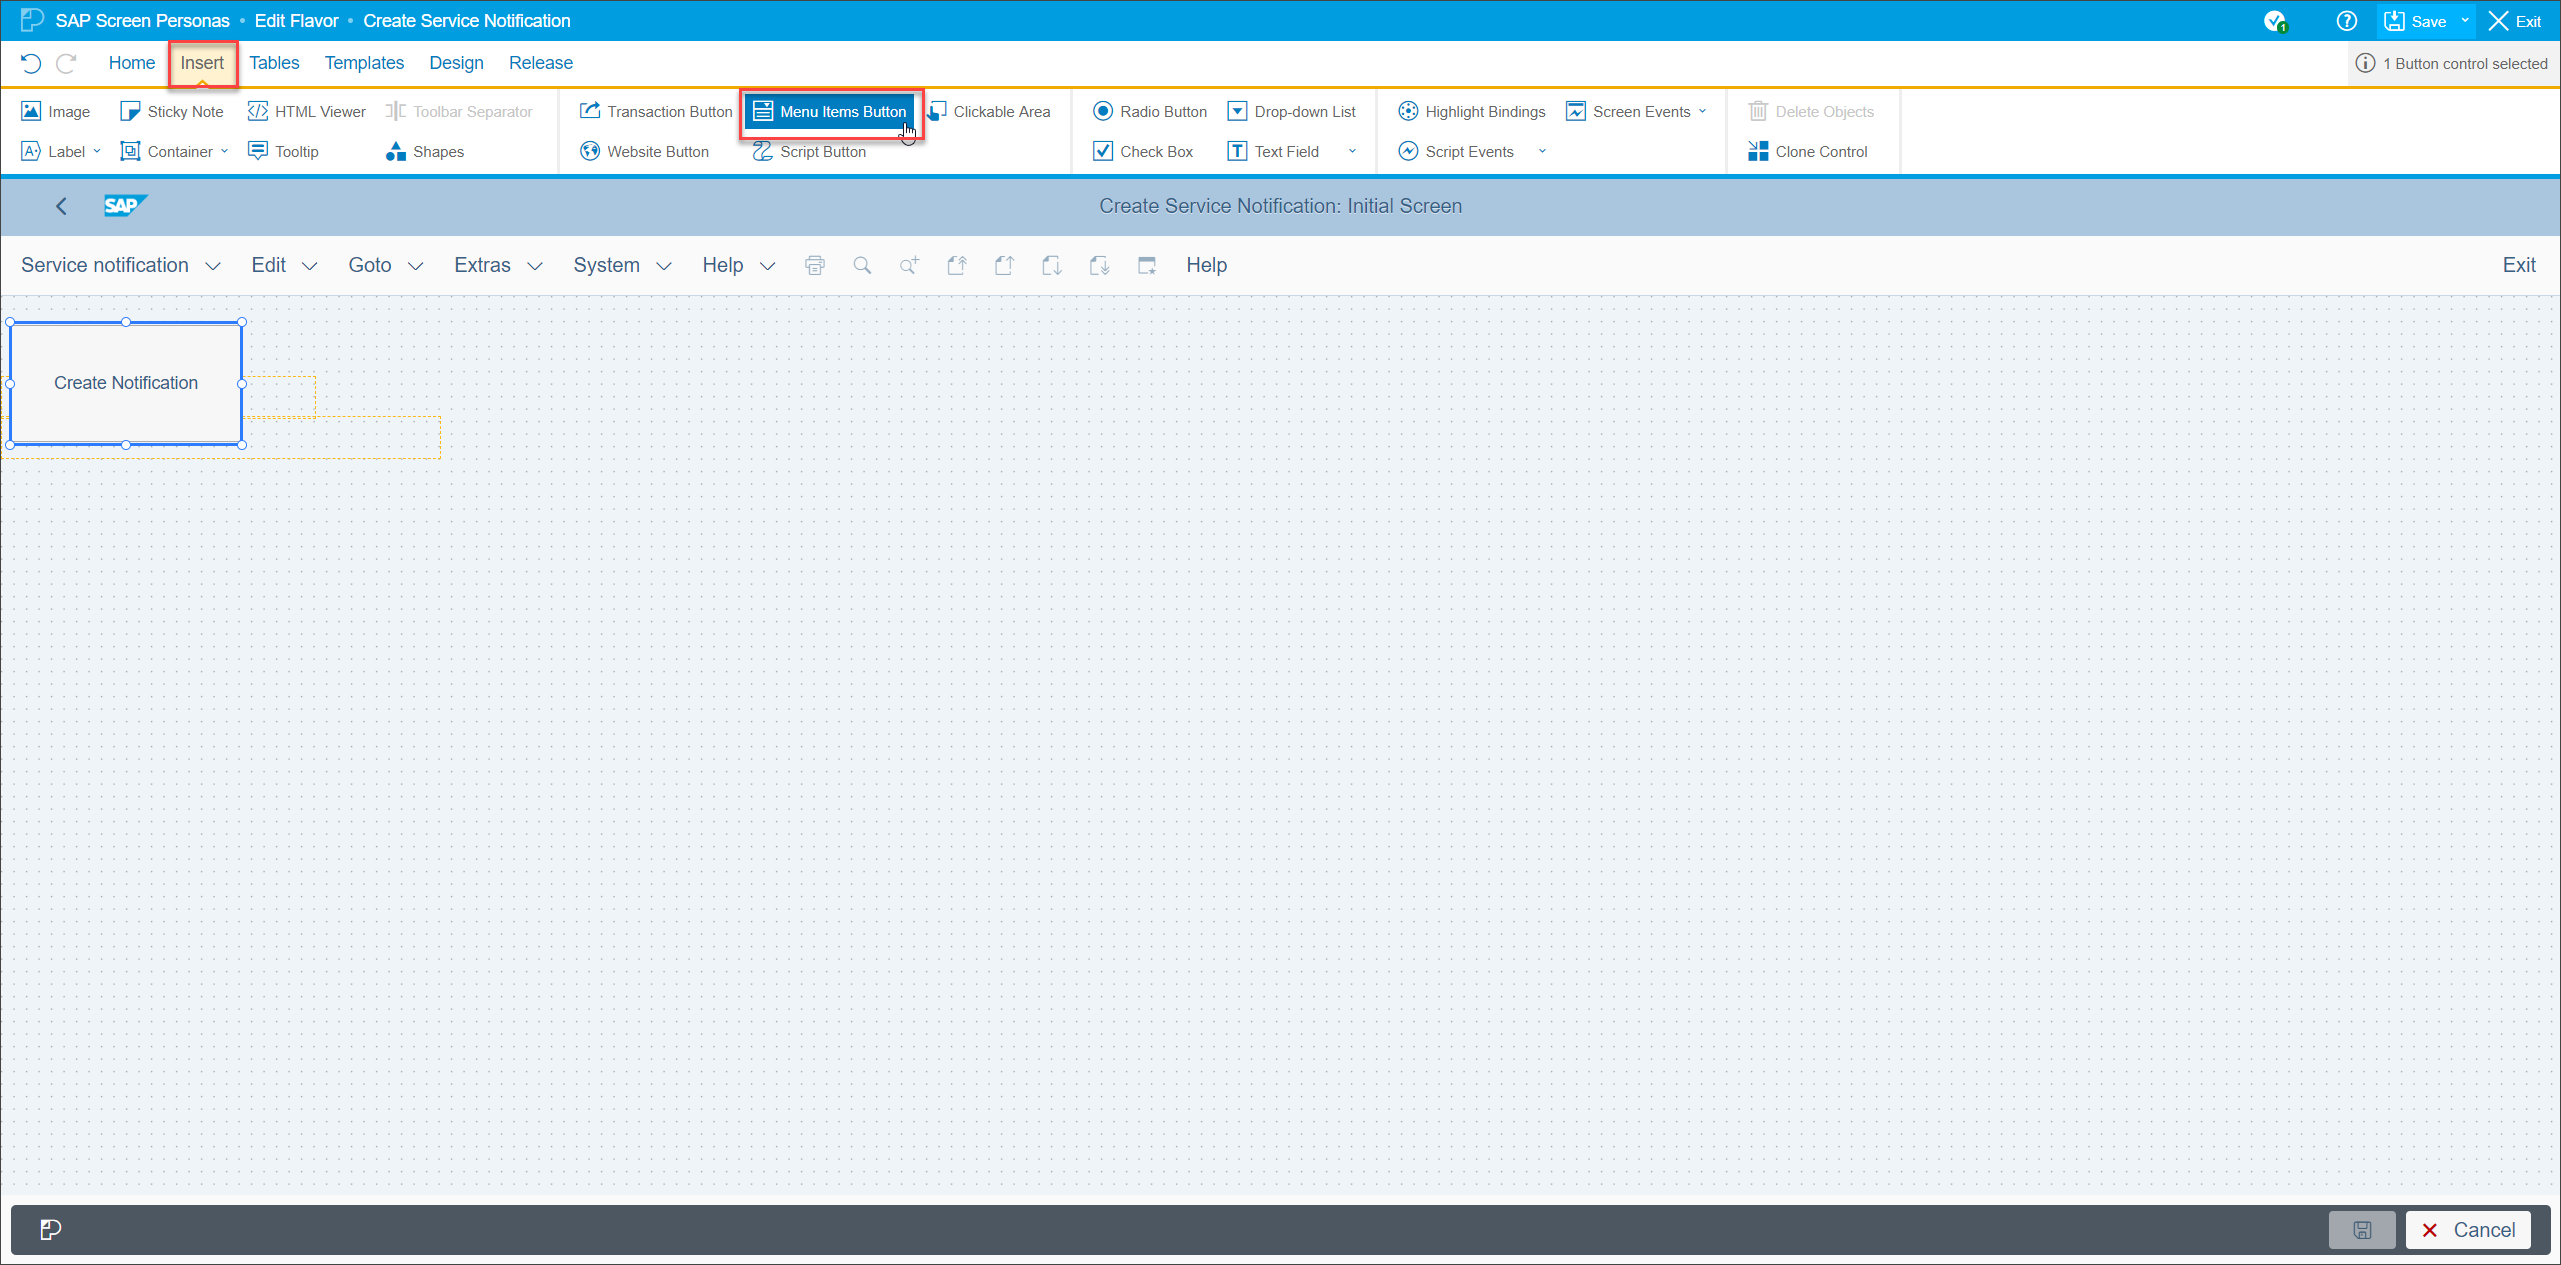 SAP Screen Personas • Edit Flavor • Create Service Notification
1
Save
Exit
Home
Insert
Tables
Templates
Design
Release
1 Button control selected
Image
Sticky Note
HTML Viewer
Toolbar Separator
Transaction Button
Menu Items Button
Clickable Area
Radio Button
Drop-down List
Highlight Bindings
Screen Events
Delete Objects
Label
Container
Tooltip
Shapes
Website Button
Script Button
Check Box
Text Field
Script Events
Clone Control
SAP
Create Service Notification: Initial Screen
Service notification
Edit
Goto
Extras
System
Help
Help
Exit
Create Notification
Cancel